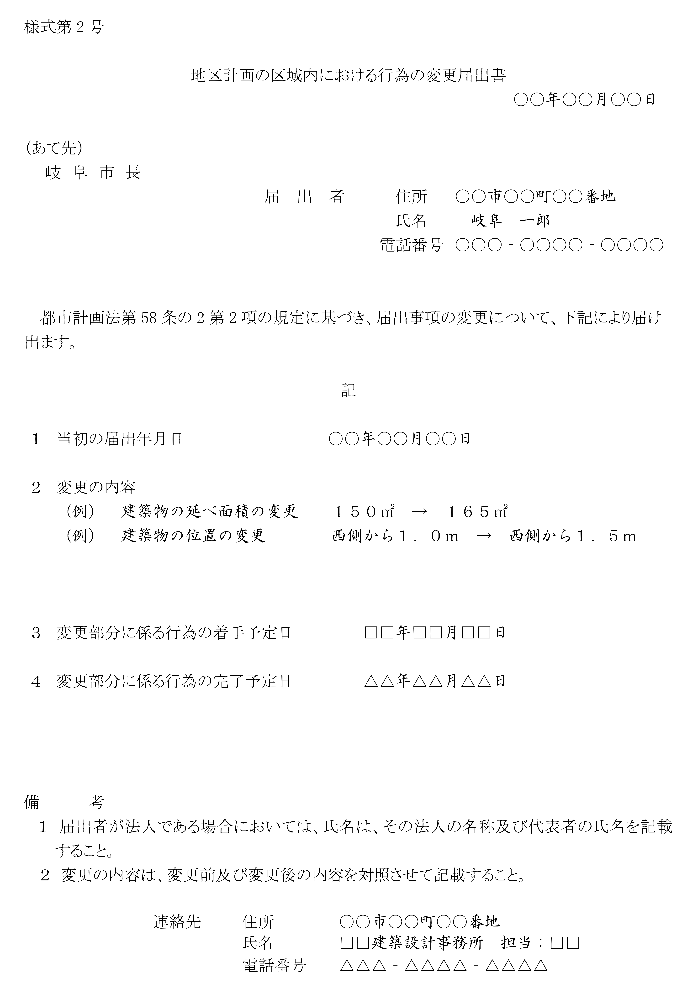 様式第２号
地区計画の区域内における行為の変更届出書
○○年○○月○○日
（あて先）
岐 阜 市 長
届 出 者 住所 ○○市○○町○○番地
氏名 岐阜　一郎
電話番号 ○○○‐○○○○‐○○○○
都市計画法第 58 条の 2 第 2 項の規定に基づき、届出事項の変更について、下記により届け
出ます。
記
１　当初の届出年月日　○○年○○月○○日
２　変更の内容
（例）　建築物の延べ面積の変更　１５０㎡　→　１６５㎡
（例）　建築物の位置の変更　西側から１．０ｍ　→　西側から１．５ｍ
３　変更部分に係る行為の着手予定日　□□年□□月□□日
４　変更部分に係る行為の完了予定日　△△年△△月△△日
備　　　考
１　届出者が法人である場合においては、氏名は、その法人の名称及び代表者の氏名を記載
すること。
２　変更の内容は、変更前及び変更後の内容を対照させて記載すること。
連絡先　住所　○○市○○町○○番地
氏名　□□建築設計事務所　担当：□□
電話番号　△△△‐△△△△‐△△△△